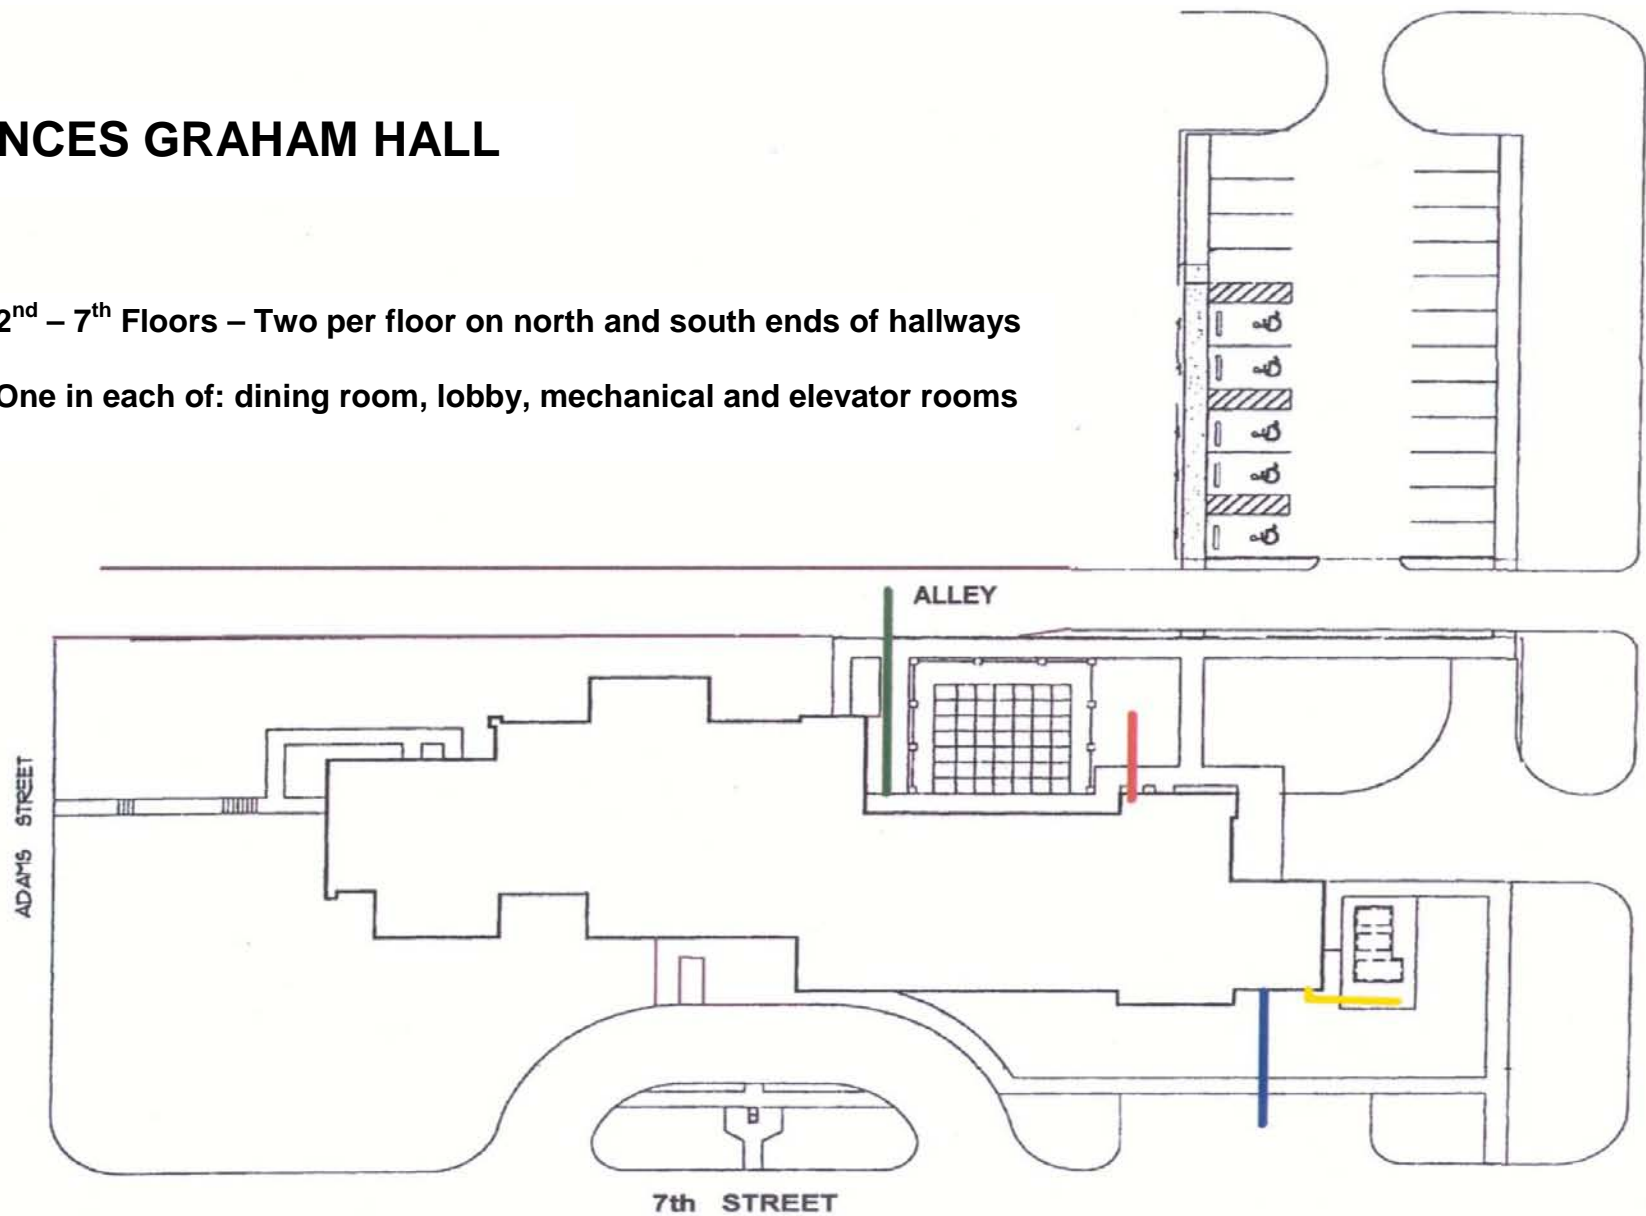 NCES GRAHAM HALL
2nd – 7th Floors – Two per floor on north and south ends of hallways
One in each of: dining room, lobby, mechanical and elevator rooms
ALLEY
ADAMS STREET
7th STREET